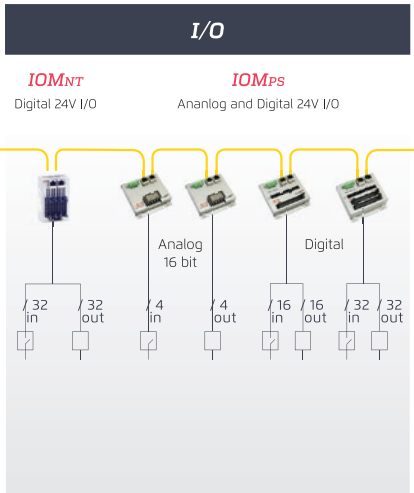 I/O
IOMNT
IOMPS
Digital 24V I/O
Ananlog and Digital 24V I/O
Analog
16 bit
Digital
/ 32
in
/ 32
out
/ 4
in
/ 4
out
/ 16
in
/ 16
out
/ 32
in
/ 32
out